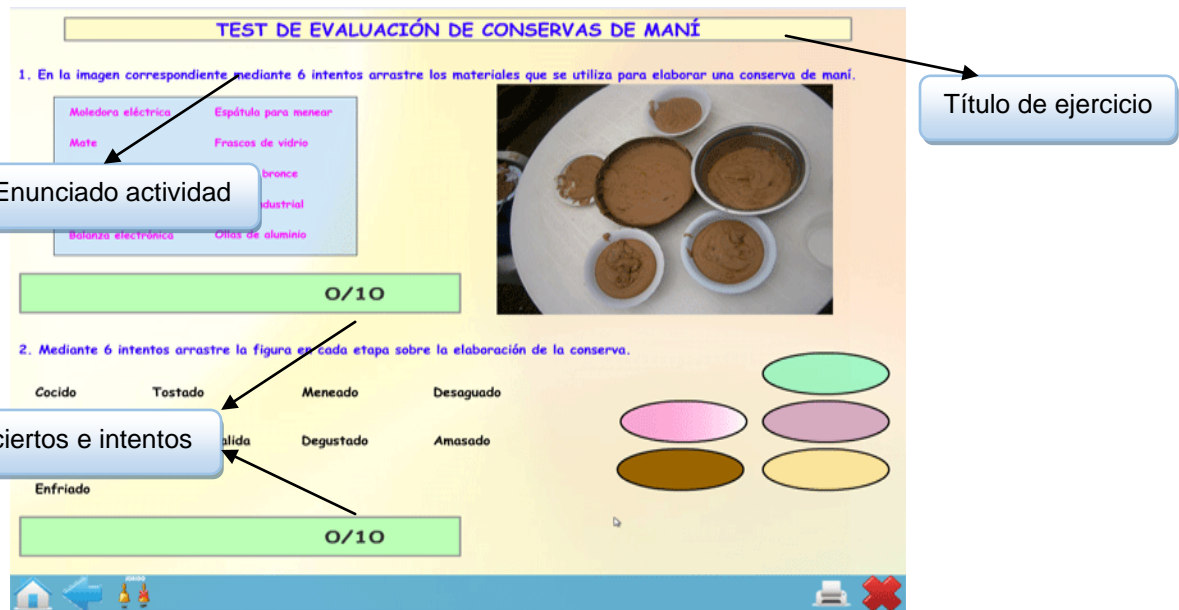 TEST DE EVALUACIÓN DE CONSERVAS DE MANÍ
Título de ejercicio
1. En la imagen correspondiente mediante 6 intentos arrastre los materiales que se utiliza para elaborar una conserva de maní.
Moledora eléctrica Espátula para menear
Mate Frascos de vidrio
bronce
Enunciado actividad
Balanza electrónica Ollas de aluminio
0/10
2. Mediante 6 intentos arrastre la figura en cada etapa sobre la elaboración de la conserva.
Cocido Tostado Meneado Desaguado
ciertos e intentos
Degustado Amasado
Enfriado
0/10